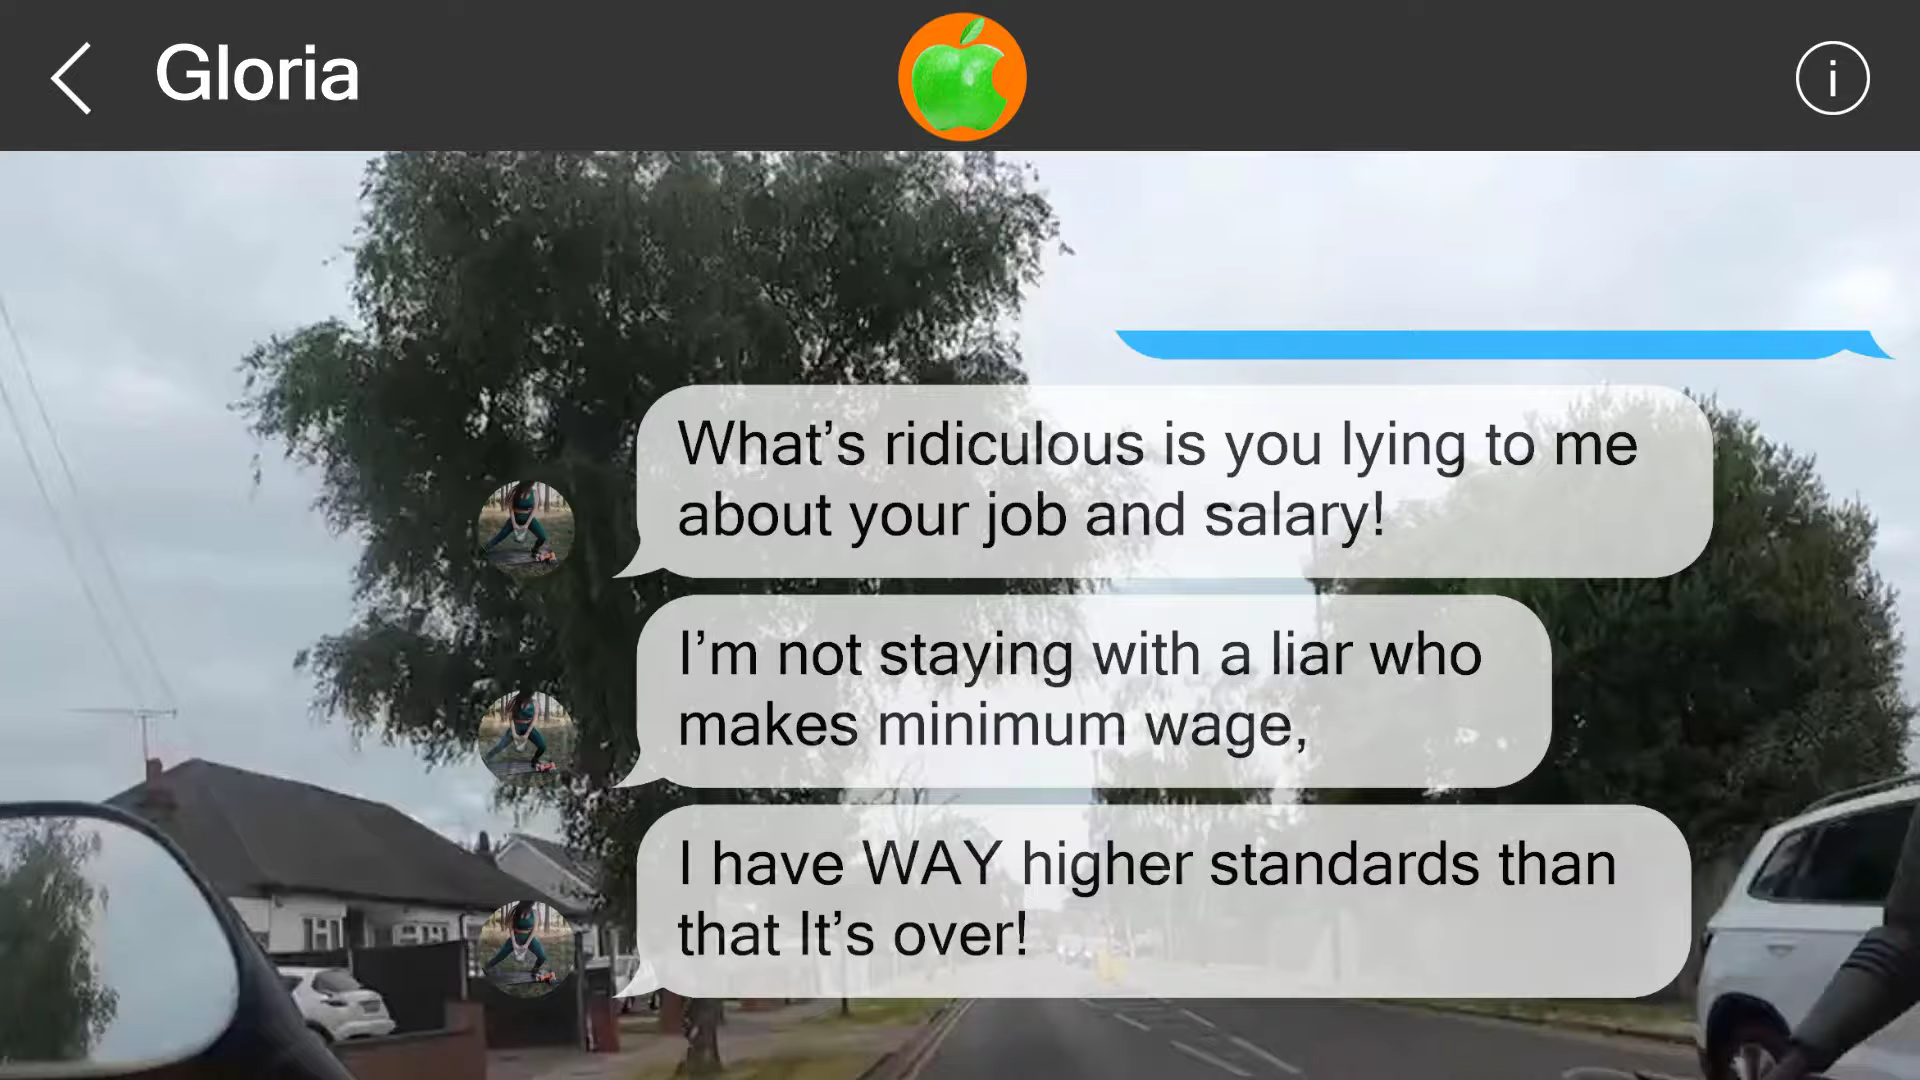 Gloria
What’s ridiculous is you lying to me
about your job and salary!
I’m not staying with a liar who
makes minimum wage,
I have WAY higher standards than
that It’s over!